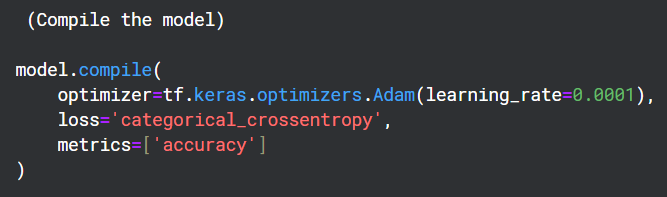 (Compile the model)
model.compile(
    optimizer=tf.keras.optimizers.Adam(learning_rate=0.0001),
    loss='categorical_crossentropy',
    metrics=['accuracy']
)